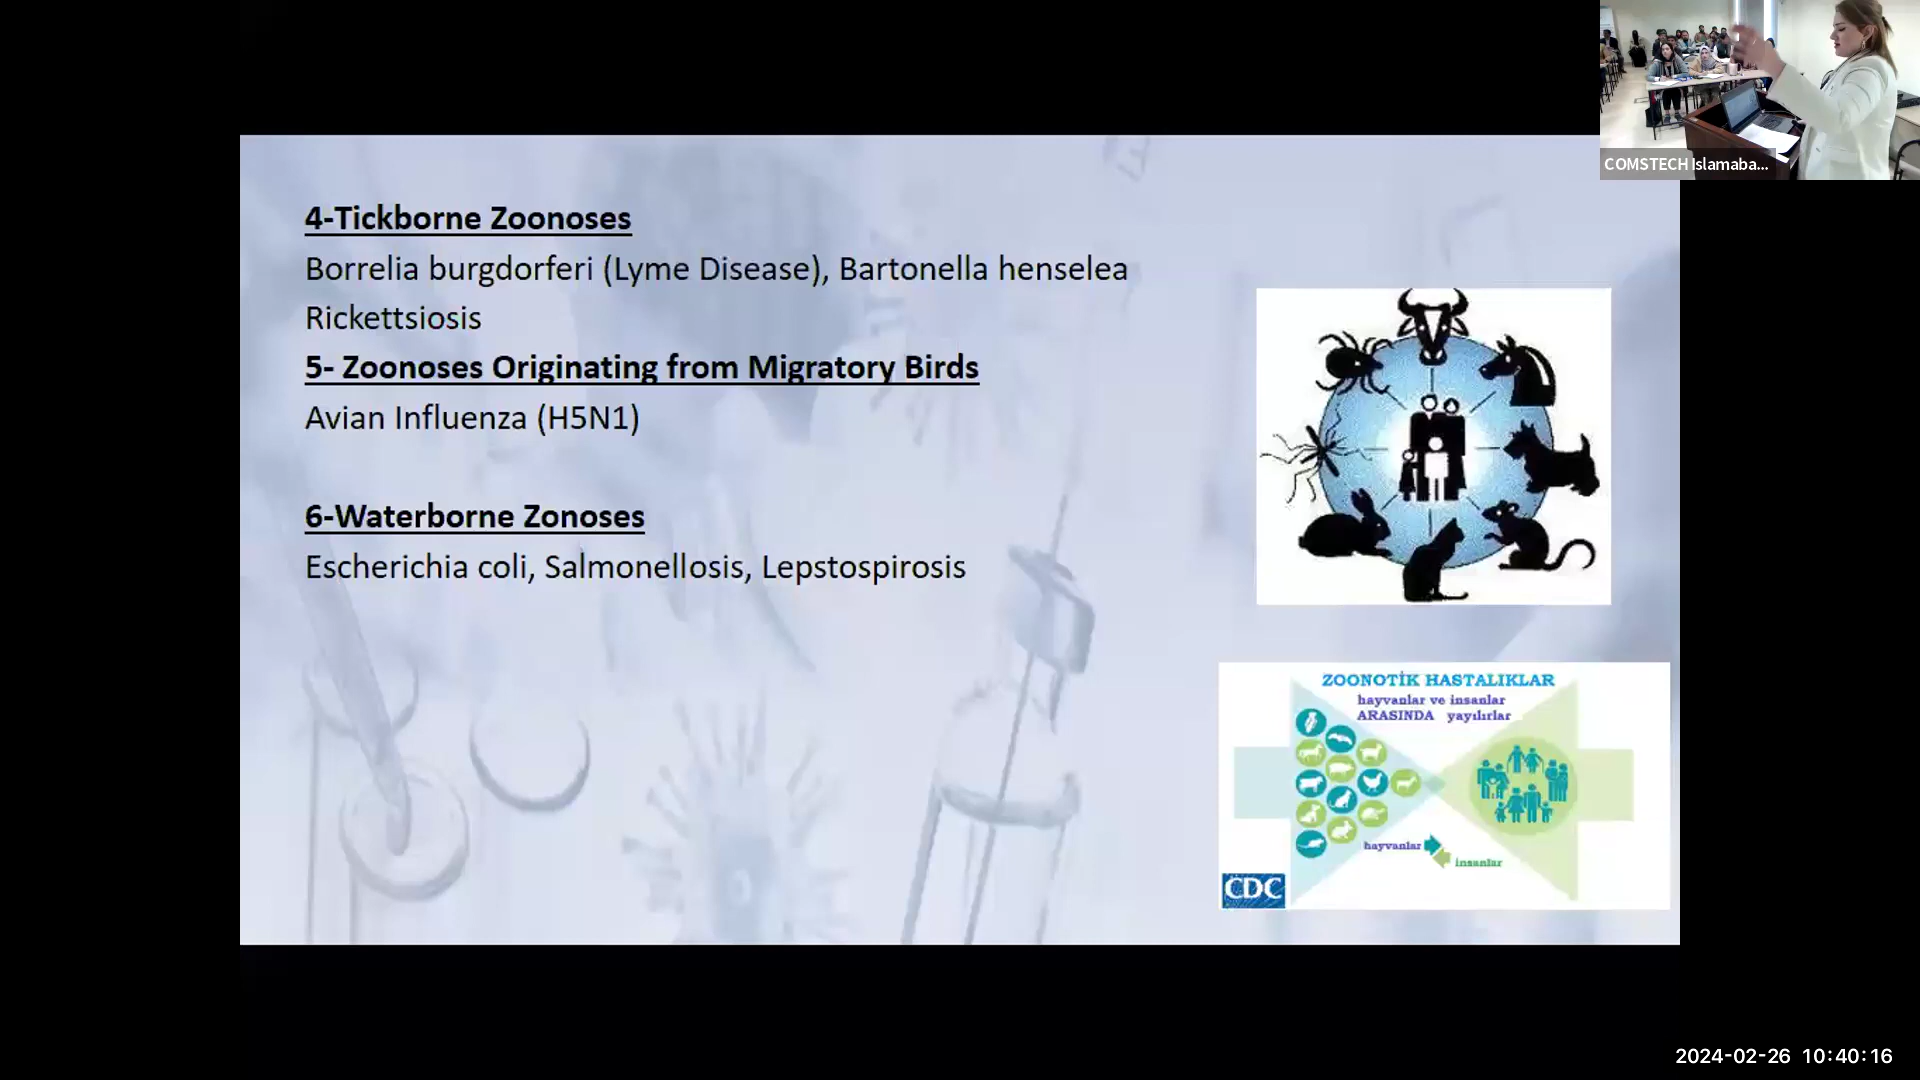 COMSTECH Islamaba...
4-Tickborne Zoonoses
Borrelia burgdorferi (Lyme Disease), Bartonella henselea
Rickettsiosis
5- Zoonoses Originating from Migratory Birds
Avian Influenza (H5N1)
6-Waterborne Zonoses
Escherichia coli, Salmonellosis, Lepstospirosis
ZOONOTİK HASTALIKLAR
hayvanlar ve insanlar
ARASINDA yayılırlar
hayvanlar
insanlar
CDC
2024-02-26 10:40:16